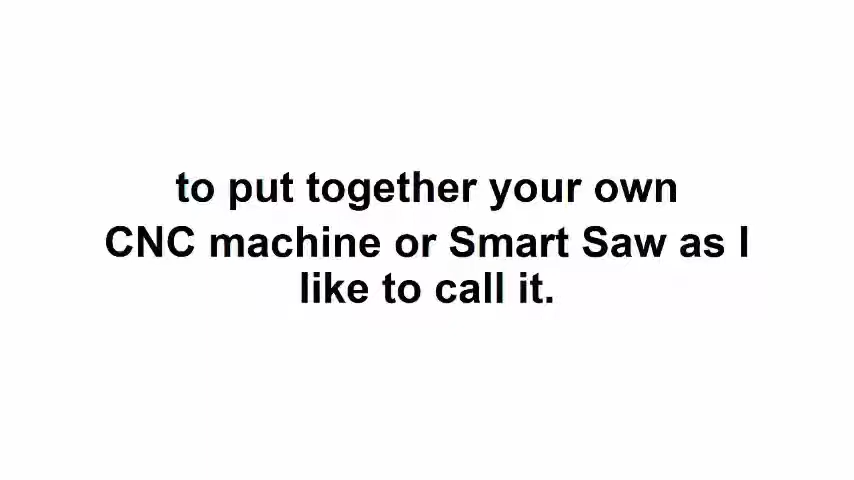 to put together your own
CNC machine or Smart Saw as I
like to call it.